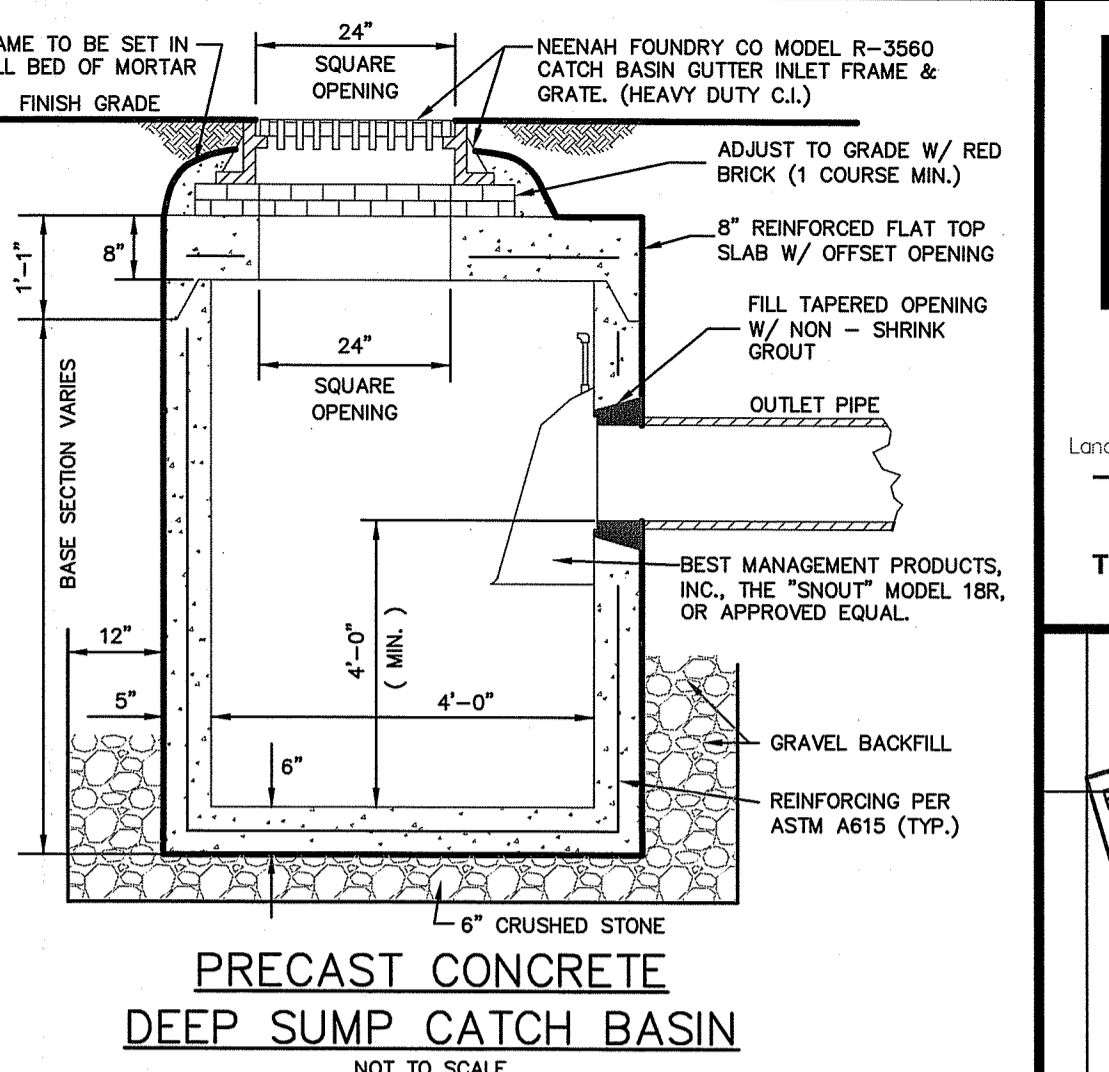 24"
SQUARE
OPENING
TO BE SET IN
BED OF MORTAR
FINISH GRADE
NEENAH FOUNDRY CO MODEL R-3560
CATCH BASIN GUTTER INLET FRAME &
GRATE. (HEAVY DUTY C.I.)
ADJUST TO GRADE W/ RED
BRICK (1 COURSE MIN.)
8" REINFORCED FLAT TOP
SLAB W/ OFFSET OPENING
1'-1"
8"
FILL TAPERED OPENING
W/ NON - SHRINK
GROUT
24"
SQUARE
OPENING
OUTLET PIPE
BASE SECTION VARIES
BEST MANAGEMENT PRODUCTS,
INC., THE "SNOUT" MODEL 18R,
OR APPROVED EQUAL.
4'-0"
( MIN. )
12"
5"
4'-0"
6"
GRAVEL BACKFILL
REINFORCING PER
ASTM A615 (TYP.)
6" CRUSHED STONE
PRECAST CONCRETE
DEEP SUMP CATCH BASIN
NOT TO SCALE